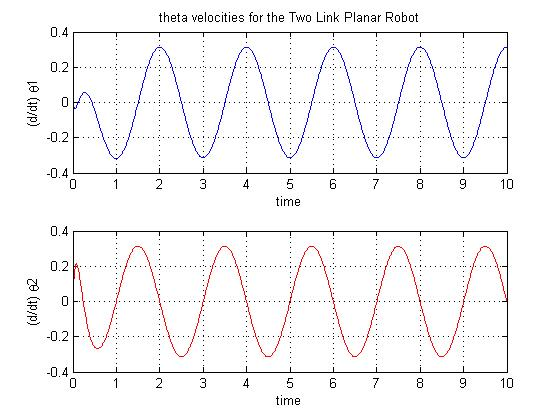 theta velocities for the Two Link Planar Robot
0.4
0.2
0
-0.2
-0.4
(d/dt) θ1
0 1 2 3 4 5 6 7 8 9 10
time
0.4
0.2
0
-0.2
-0.4
(d/dt) θ2
0 1 2 3 4 5 6 7 8 9 10
time